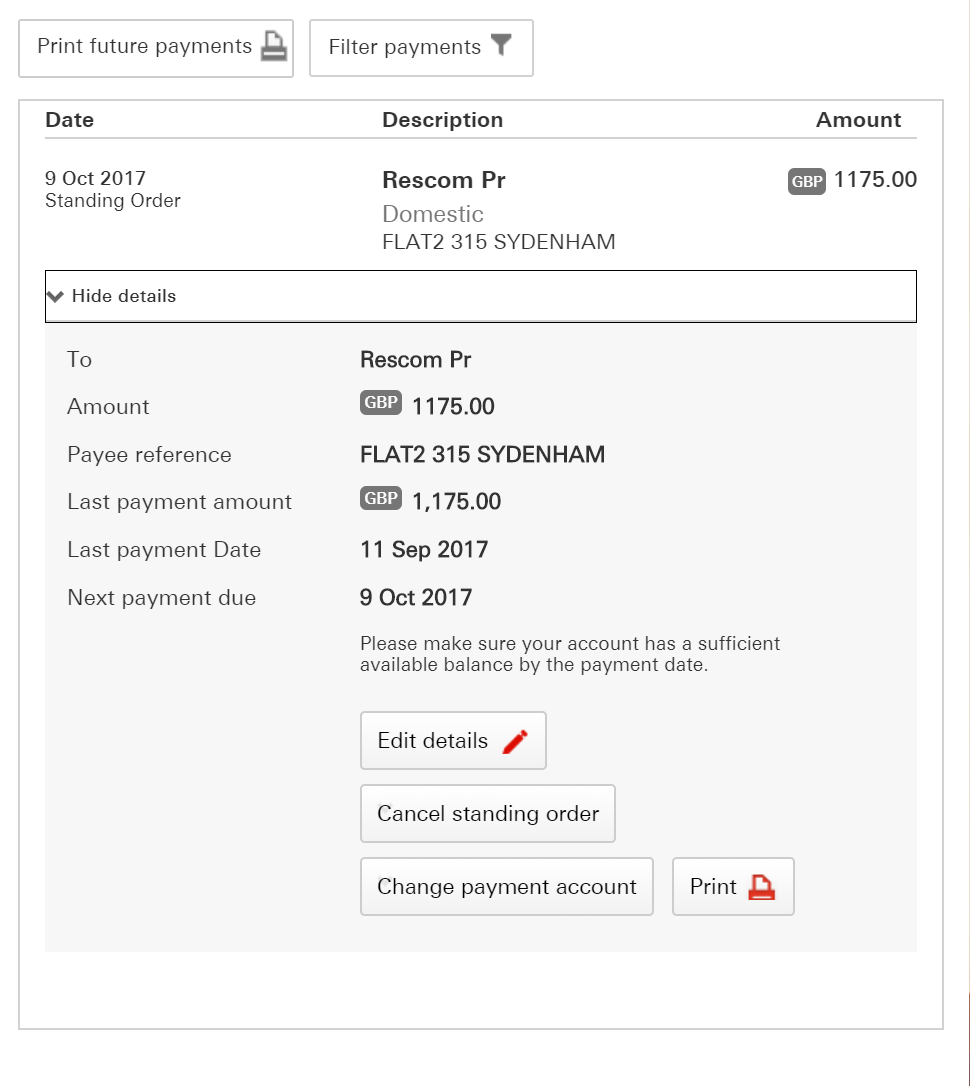 Print future payments
Filter payments
Date Description Amount
9 Oct 2017 Rescom Pr GBP 1175.00
Standing Order
Domestic
FLAT2 315 SYDENHAM
Hide details
To Rescom Pr
Amount GBP 1175.00
Payee reference FLAT2 315 SYDENHAM
Last payment amount GBP 1,175.00
Last payment Date 11 Sep 2017
Next payment due 9 Oct 2017
Please make sure your account has a sufficient
available balance by the payment date.
Edit details
Cancel standing order
Change payment account Print